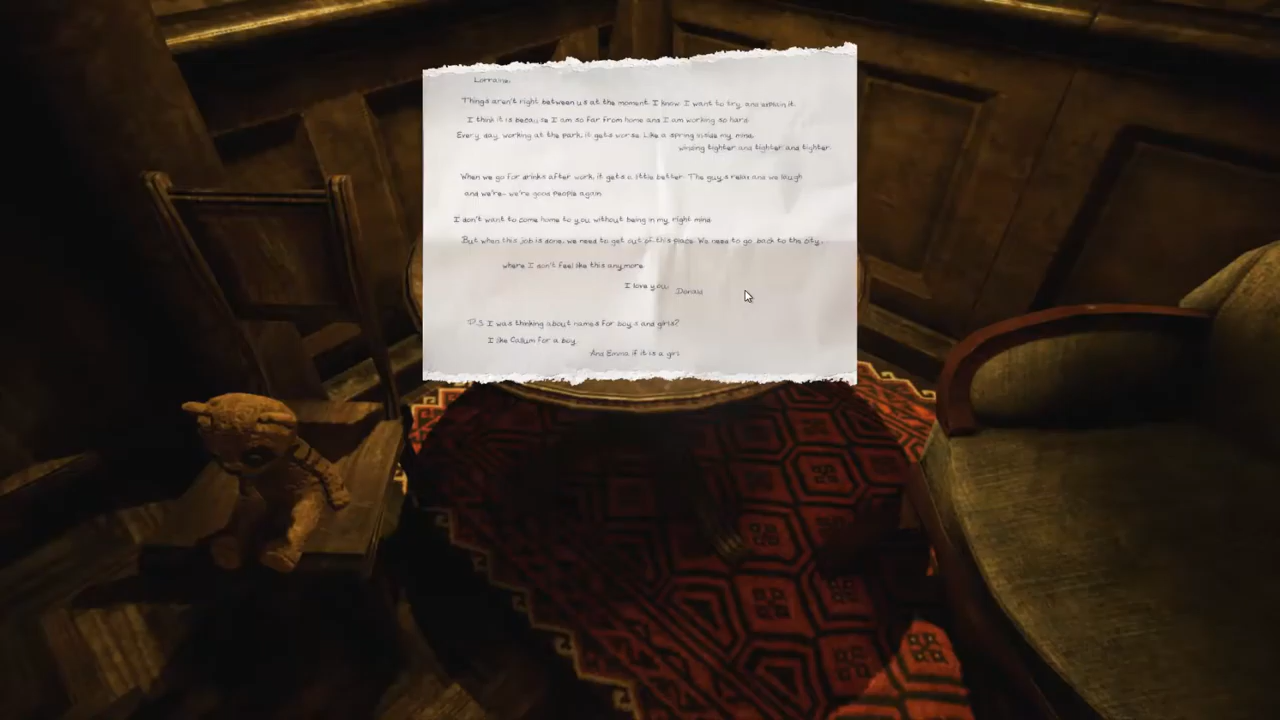 Lorraine.
Things aren't right between us at the moment. I know I want to try, and explain it.
I think it is because I am so far from home and I am working so hard.
Every day, working at the park, it gets worse. Like a spring inside my mind.
winding tighter and tighter and tighter.
When we go for drinks after work, it gets a little better. The guys relax and we laugh
and we're- we're good people again.
I don't want to come home to you without being in my right mind.
But when this job is done, we need to get out of this place. We need to go back to the city,
where I don't feel like this anymore.
I love you.
Donald
P.S I was thinking about names for boys and girls?
I like Callum for a boy.
And Emma if it is a girl.